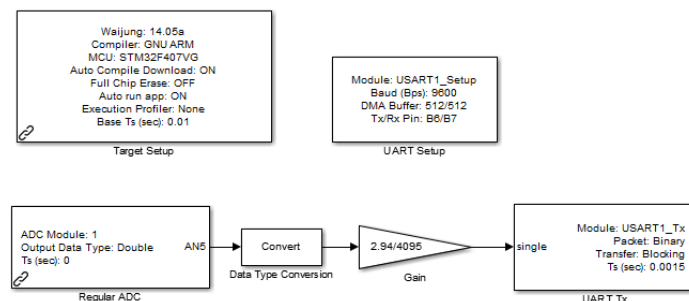 Waijung: 14.05a
Compiler: GNU ARM
MCU: STM32F407VG
Auto Compile Download: ON
Full Chip Erase: OFF
Auto run app: ON
Execution Profiler: None
Base Ts (sec): 0.01
Target Setup
Module: USART1_Setup
Baud (Bps): 9600
DMA Buffer: 512/512
Tx/Rx Pin: B6/B7
UART Setup
ADC Module: 1
Output Data Type: Double
Ts (sec): 0
AN5
Regular ADC
Convert
Data Type Conversion
2.94/4095
Gain
single
Module: USART1_Tx
Packet: Binary
Transfer: Blocking
Ts (sec): 0.0015
UART Tx